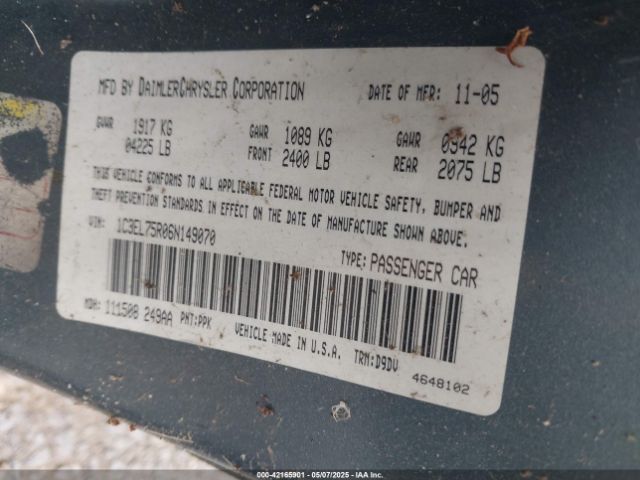 MFD BY DAIMLERCHRYSLER CORPORATION DATE OF MFR: 11-05
GVWR 1917 KG GAWR 1089 KG GAWR 0942 KG
04225 LB FRONT 2400 LB REAR 2075 LB
THIS VEHICLE CONFORMS TO ALL APPLICABLE FEDERAL MOTOR VEHICLE SAFETY, BUMPER AND
THEFT PREVENTION STANDARDS IN EFFECT ON THE DATE OF MANUFACTURE SHOWN ABOVE.
VIN: 1C3EL75R06N149070 TYPE: PASSENGER CAR
MDH: 111508 249AA PNT: PPK VEHICLE MADE IN U.S.A. TRM: D9DV
4648102
000-42165901 - 05/07/2025 - IAAC